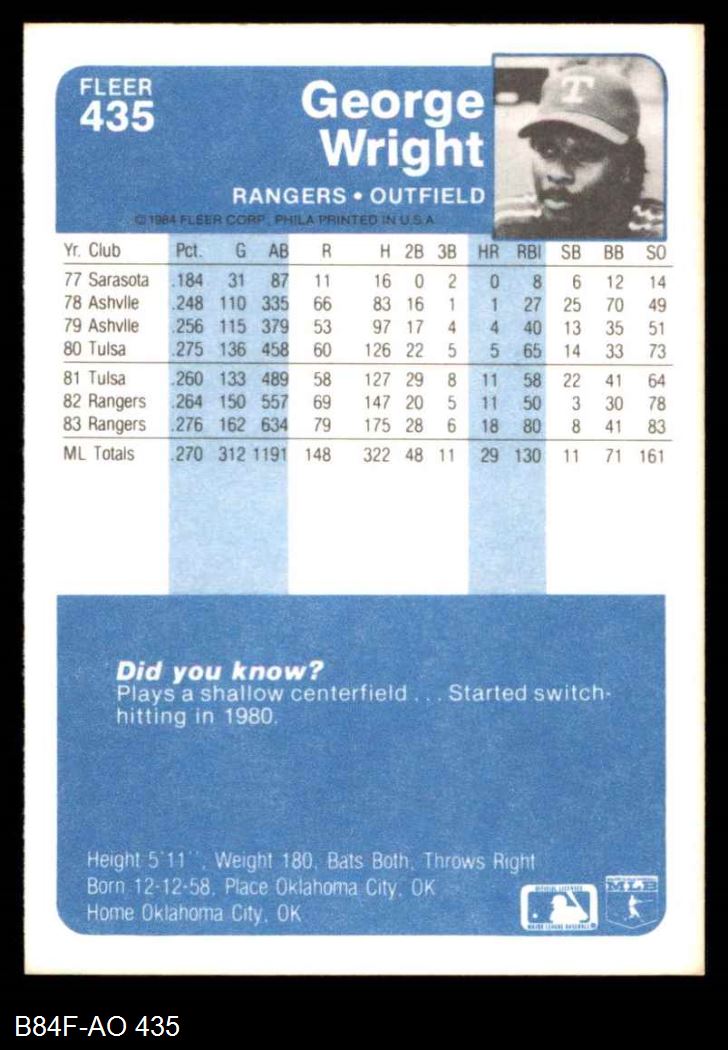 FLEER
435
George
Wright
RANGERS • OUTFIELD
© 1984 FLEER CORP., PHILA PRINTED IN U.S.A.
Yr. Club Pct. G AB R H 2B 3B HR RBI SB BB SO
77 Sarasota .184 31 87 11 16 0 2 0 8 6 12 14
78 Ashvlle .248 110 335 66 83 16 1 1 27 25 70 49
79 Ashvlle .256 115 379 53 97 17 4 4 40 13 35 51
80 Tulsa .275 136 458 60 126 22 5 5 65 14 33 73
81 Tulsa .260 133 489 58 127 29 8 11 58 22 41 64
82 Rangers .264 150 557 69 147 20 5 11 50 3 30 78
83 Rangers .276 162 634 79 175 28 6 18 80 8 41 83
ML Totals .270 312 1191 148 322 48 11 29 130 11 71 161
Did you know?
Plays a shallow centerfield . . . Started switch-
hitting in 1980.
Height 5'11'', Weight 180, Bats Both, Throws Right
Born 12-12-58, Place Oklahoma City, OK
Home Oklahoma City, OK
MAJOR LEAGUE BASEBALL
MLB
T
B84F-AO 435